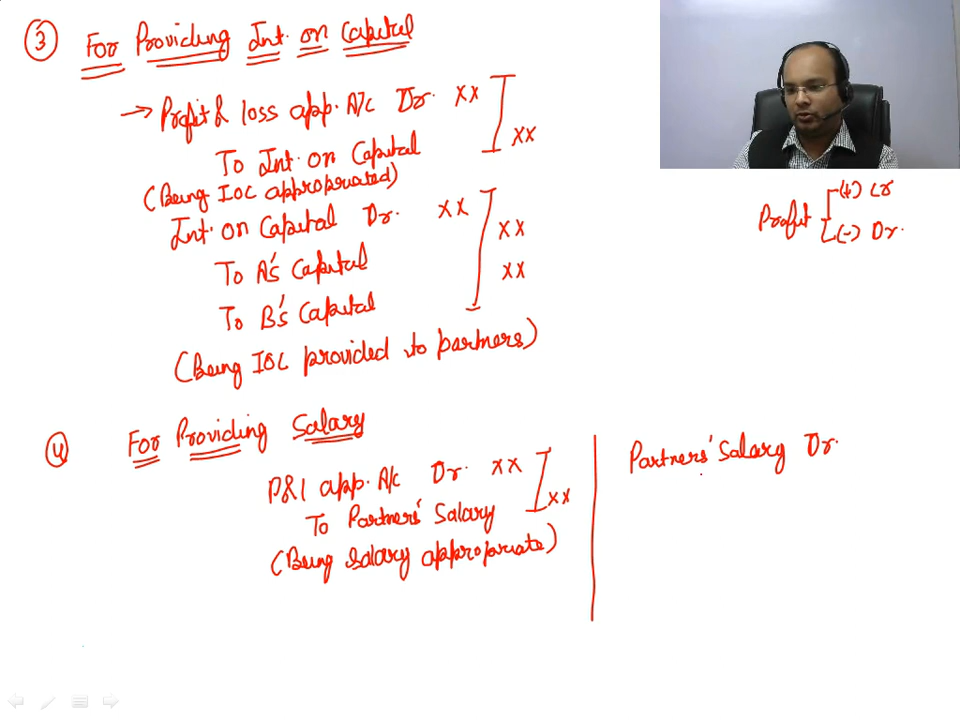 ③ For Providing Int. on Capital
→ Profit & loss app. A/c Dr. xx
To Int. on Capital xx
(Being IOC appropriated)
Int. on Capital Dr. xx
To A's Capital xx
To B's Capital xx
(Being IOC provided to partners)
Profit (+) Cr
(-) Dr.
④ For Providing Salary
P&l app. A/c Dr. xx
To Partners' Salary xx
(Being Salary appropriate)
Partners' Salary Dr.